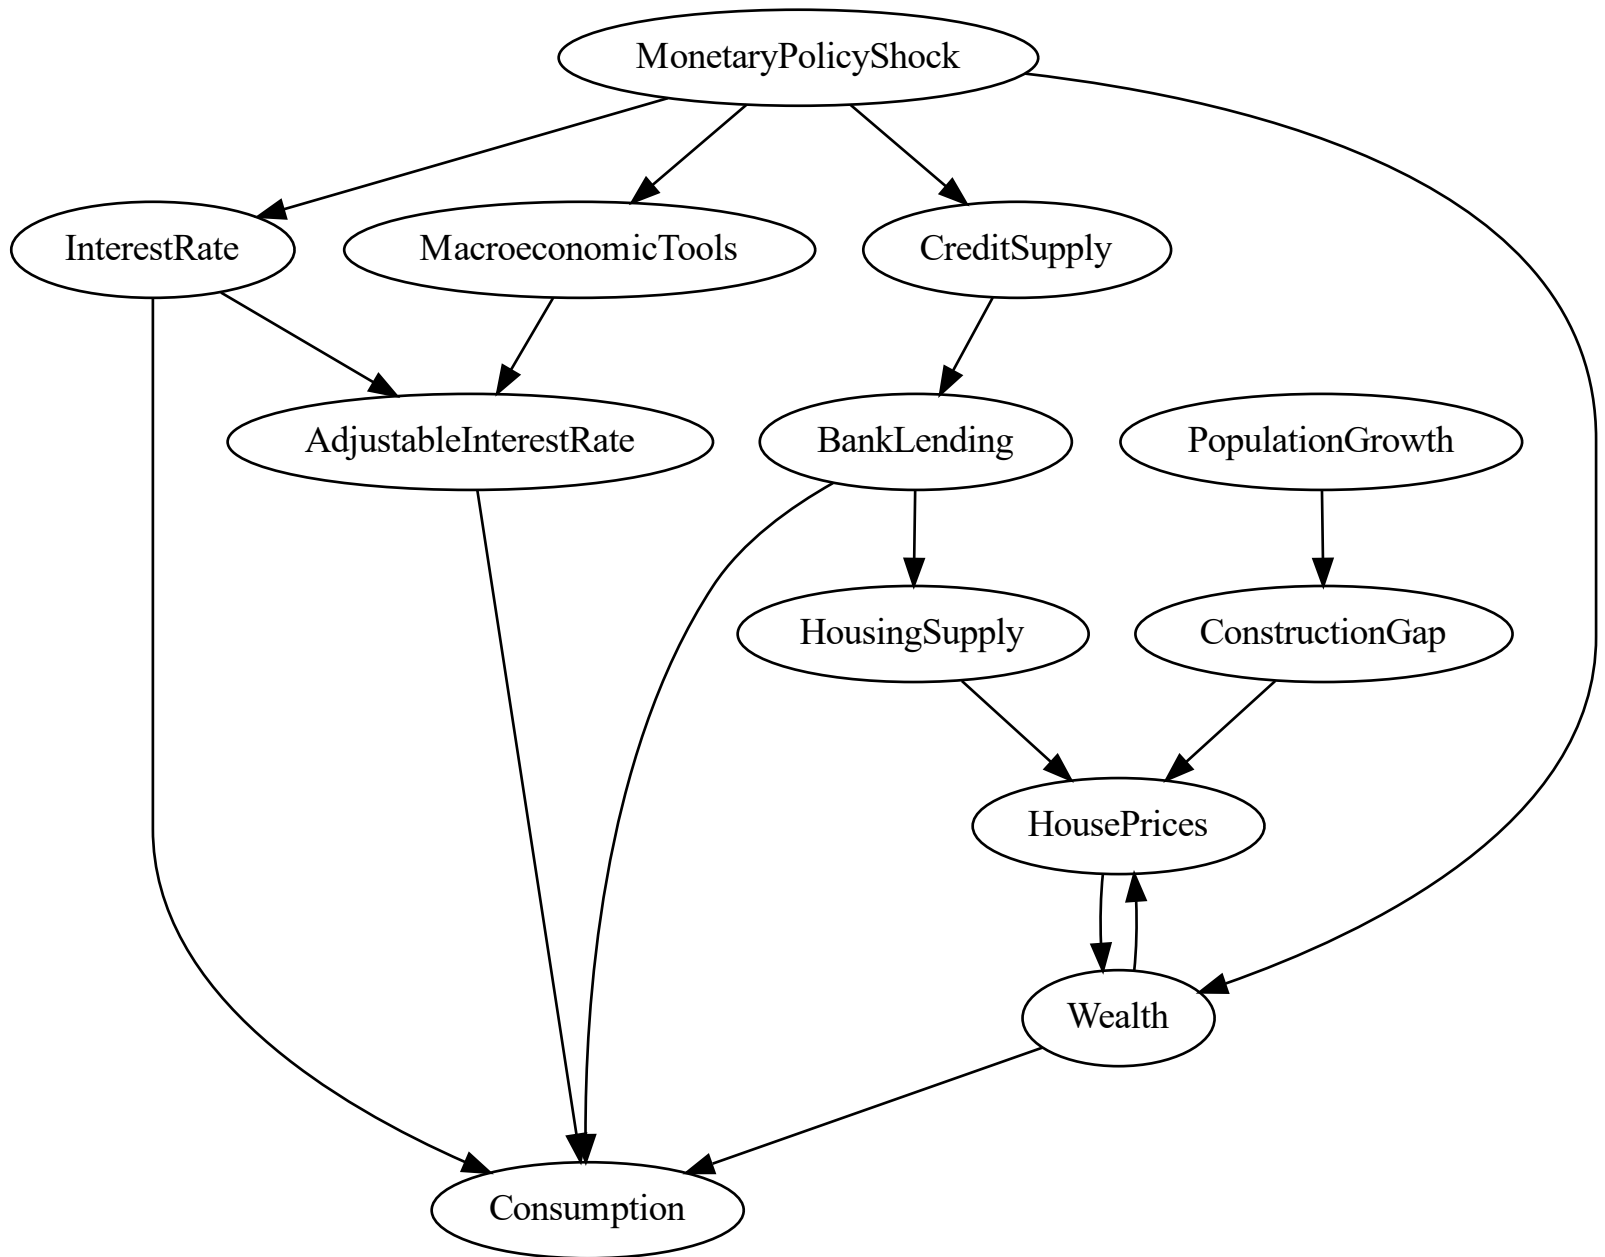 MonetaryPolicyShock
InterestRate
MacroeconomicTools
CreditSupply
AdjustableInterestRate
BankLending
PopulationGrowth
HousingSupply
ConstructionGap
HousePrices
Wealth
Consumption